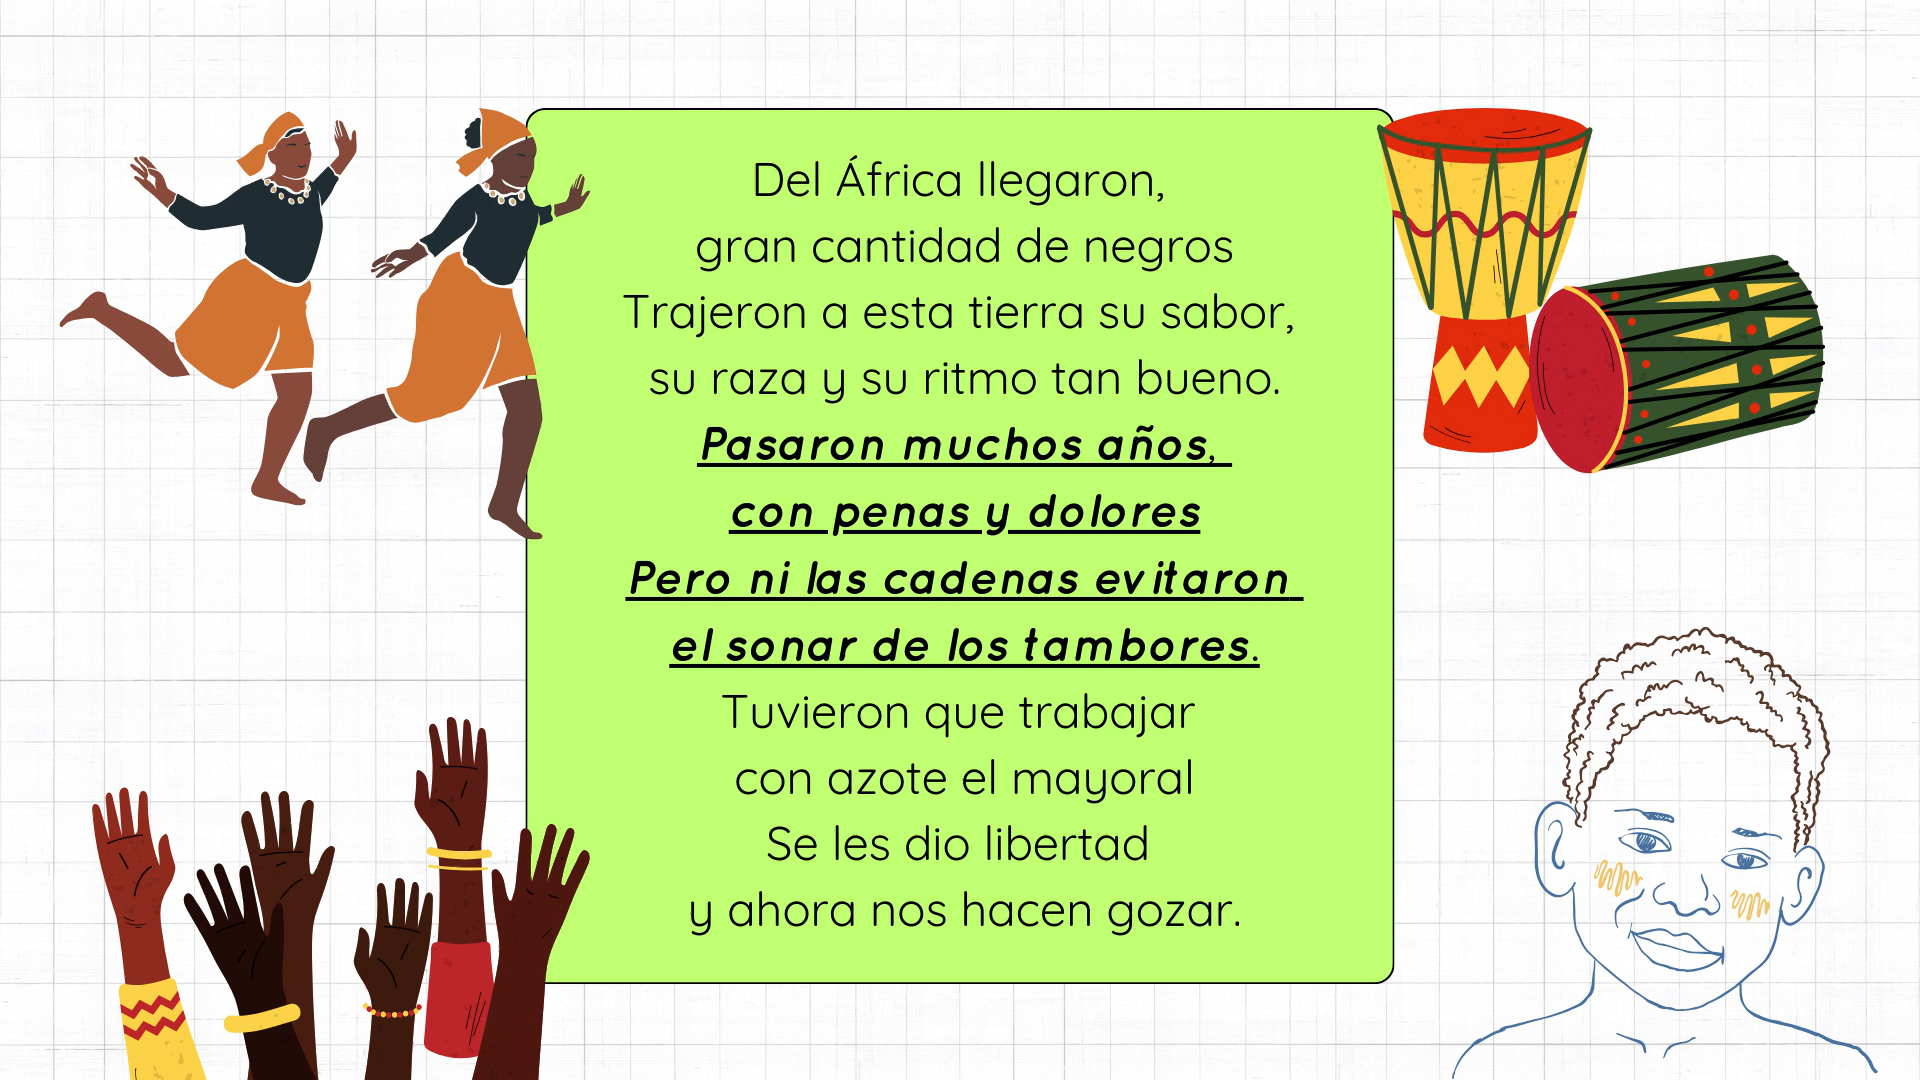 Del África llegaron,
gran cantidad de negros
Trajeron a esta tierra su sabor,
su raza y su ritmo tan bueno.
Pasaron muchos años,
con penas y dolores
Pero ni las cadenas evitaron
el sonar de los tambores.
Tuvieron que trabajar
con azote el mayoral
Se les dio libertad
y ahora nos hacen gozar.